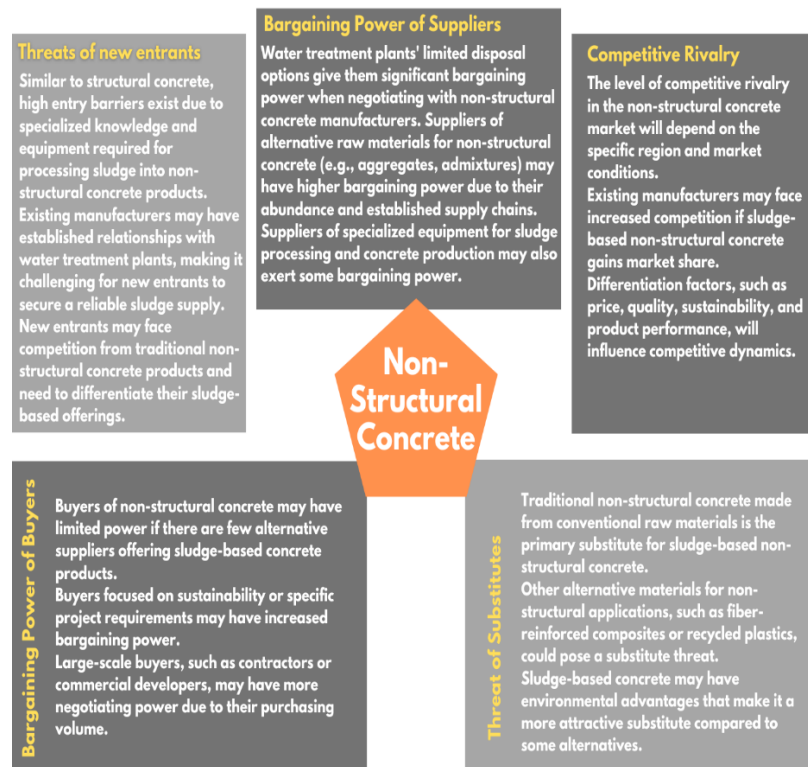 Threats of new entrants
Similar to structural concrete,
high entry barriers exist due to
specialized knowledge and
equipment required for
processing sludge into non-
structural concrete products.
Existing manufacturers may have
established relationships with
water treatment plants, making it
challenging for new entrants to
secure a reliable sludge supply.
New entrants may face
competition from traditional non-
structural concrete products and
need to differentiate their sludge-
based offerings.
Bargaining Power of Suppliers
Water treatment plants' limited disposal
options give them significant bargaining
power when negotiating with non-structural
concrete manufacturers. Suppliers of
alternative raw materials for non-structural
concrete (e.g., aggregates, admixtures) may
have higher bargaining power due to their
abundance and established supply chains.
Suppliers of specialized equipment for sludge
processing and concrete production may also
exert some bargaining power.
Competitive Rivalry
The level of competitive rivalry
in the non-structural concrete
market will depend on the
specific region and market
conditions.
Existing manufacturers may face
increased competition if sludge-
based non-structural concrete
gains market share.
Differentiation factors, such as
price, quality, sustainability, and
product performance, will
influence competitive dynamics.
Non-
Structural
Concrete
Bargaining Power of Buyers
Buyers of non-structural concrete may have
limited power if there are few alternative
suppliers offering sludge-based concrete
products.
Buyers focused on sustainability or specific
project requirements may have increased
bargaining power.
Large-scale buyers, such as contractors or
commercial developers, may have more
negotiating power due to their purchasing
volume.
Threat of Substitutes
Traditional non-structural concrete made
from conventional raw materials is the
primary substitute for sludge-based non-
structural concrete.
Other alternative materials for non-
structural applications, such as fiber-
reinforced composites or recycled plastics,
could pose a substitute threat.
Sludge-based concrete may have
environmental advantages that make it a
more attractive substitute compared to
some alternatives.